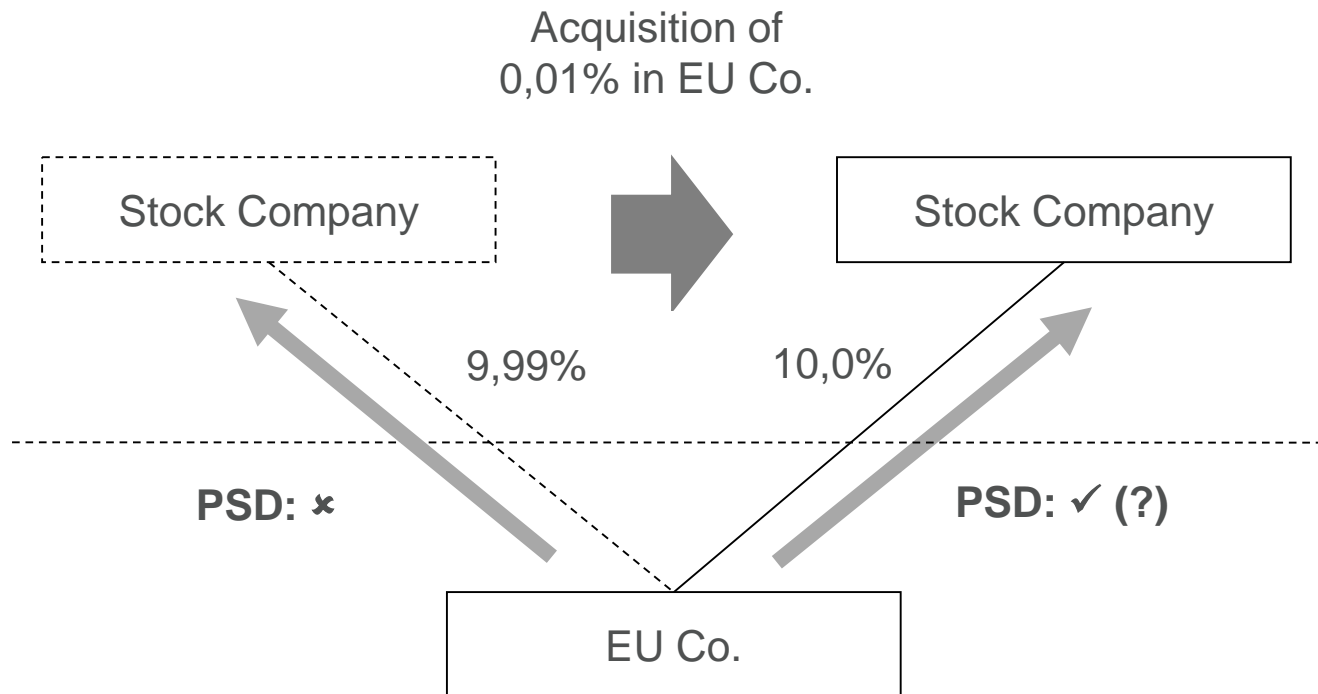 Acquisition of
0,01% in EU Co.
Stock Company
Stock Company
9,99%
10,0%
PSD: ✗
PSD: ✓ (?)
EU Co.